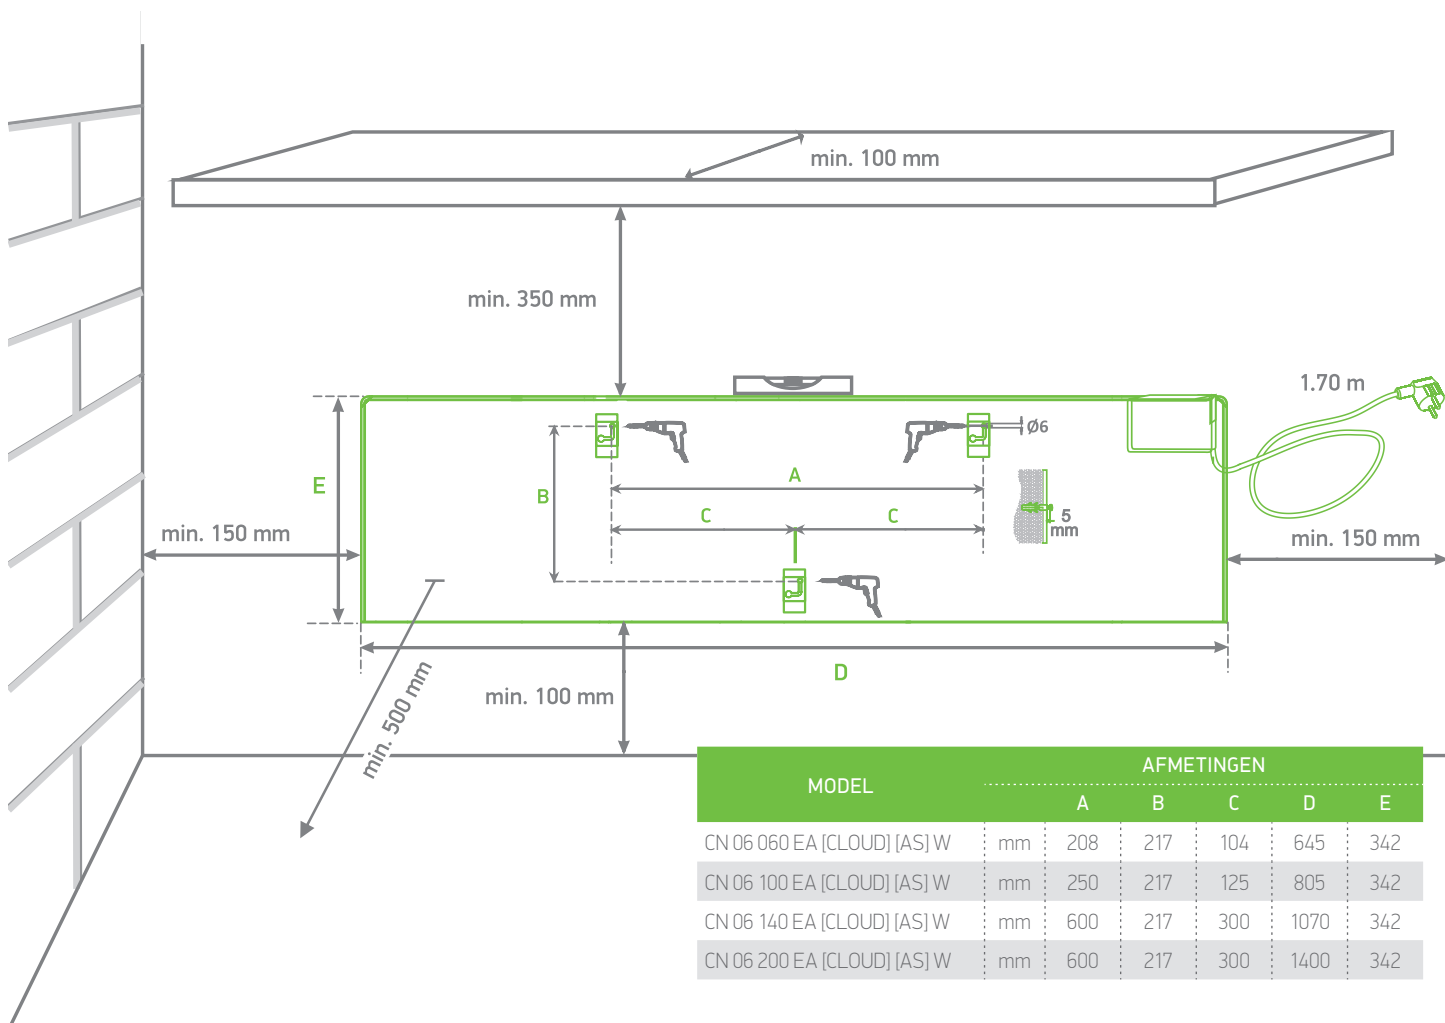 min. 100 mm
min. 350 mm
1.70 m
Ø6
A
E
B
C
C
5
mm
min. 150 mm
min. 150 mm
D
min. 500 mm
min. 100 mm
MODEL
AFMETINGEN
A B C D E
CN 06 060 EA [CLOUD] [AS] W mm 208 217 104 645 342
CN 06 100 EA [CLOUD] [AS] W mm 250 217 125 805 342
CN 06 140 EA [CLOUD] [AS] W mm 600 217 300 1070 342
CN 06 200 EA [CLOUD] [AS] W mm 600 217 300 1400 342